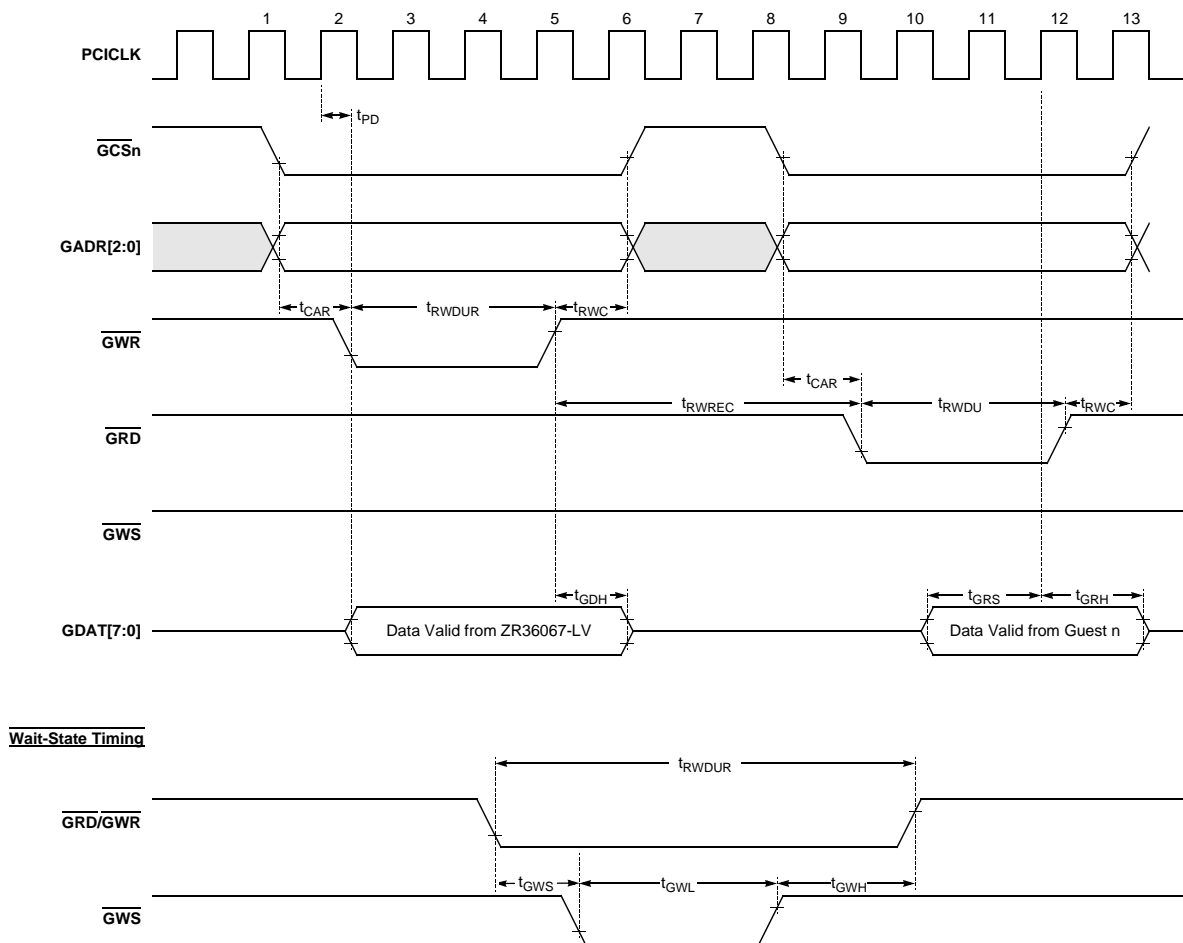 1 2 3 4 5 6 7 8 9 10 11 12 13
PCICLK
tPD
GCSn
GADR[2:0]
tCAR tRWDUR tRWC
GWR
tCAR
tRWREC tRWDU tRWC
GRD
GWS
tGDH tGRS tGRH
GDAT[7:0] Data Valid from ZR36067-LV Data Valid from Guest n
Wait-State Timing
tRWDUR
GRD/GWR
tGWS tGWL tGWH
GWS